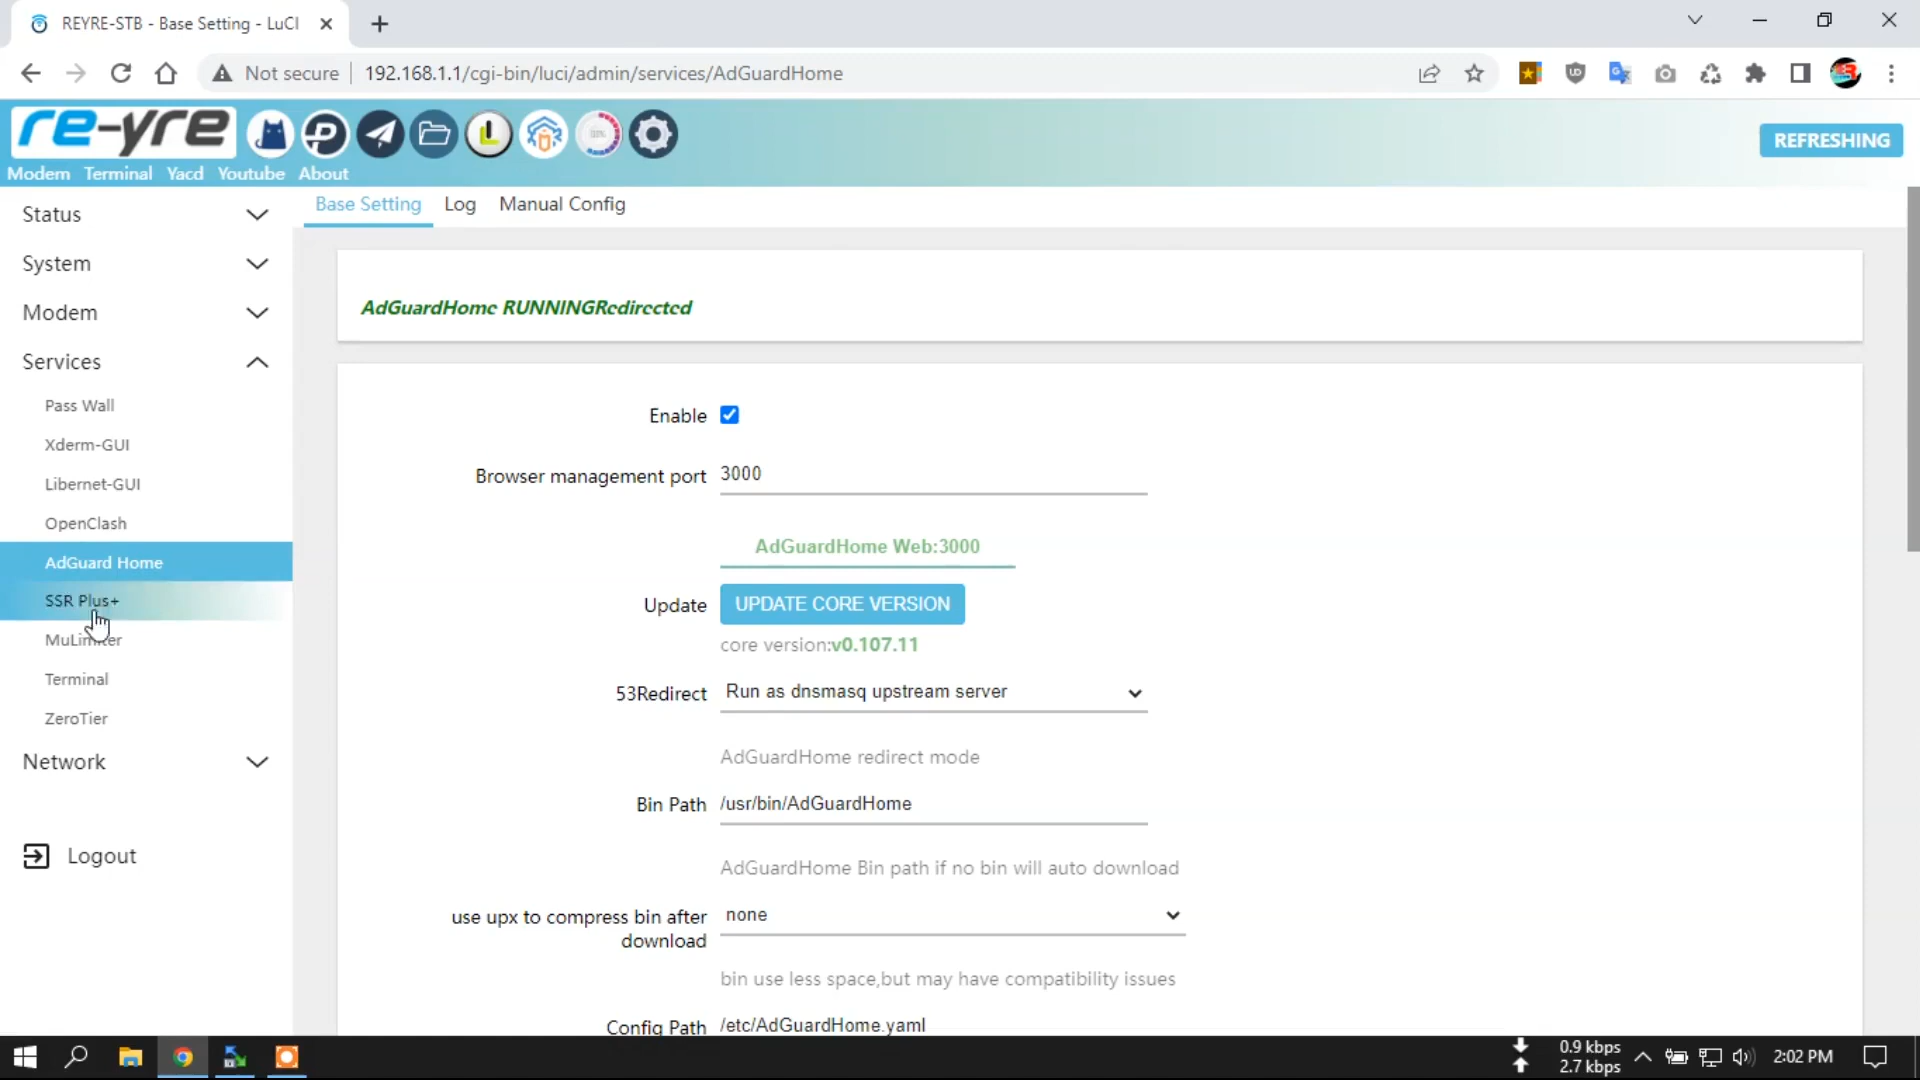 REYRE-STB - Base Setting - LuCI
Not secure
192.168.1.1/cgi-bin/luci/admin/services/AdGuardHome
re-yre
REFRESHING
Modem Terminal Yacd Youtube About
Base Setting Log Manual Config
Status
System
Modem
Services
Pass Wall
Xderm-GUI
Libernet-GUI
OpenClash
AdGuard Home
SSR Plus+
MuLimiter
Terminal
ZeroTier
Network
Logout
AdGuardHome RUNNINGRedirected
Enable
Browser management port 3000
AdGuardHome Web:3000
Update UPDATE CORE VERSION
core version:v0.107.11
53Redirect Run as dnsmasq upstream server
AdGuardHome redirect mode
Bin Path /usr/bin/AdGuardHome
AdGuardHome Bin path if no bin will auto download
use upx to compress bin after download none
bin use less space,but may have compatibility issues
Config Path /etc/AdGuardHome.yaml
0.9 kbps
2.7 kbps
2:02 PM